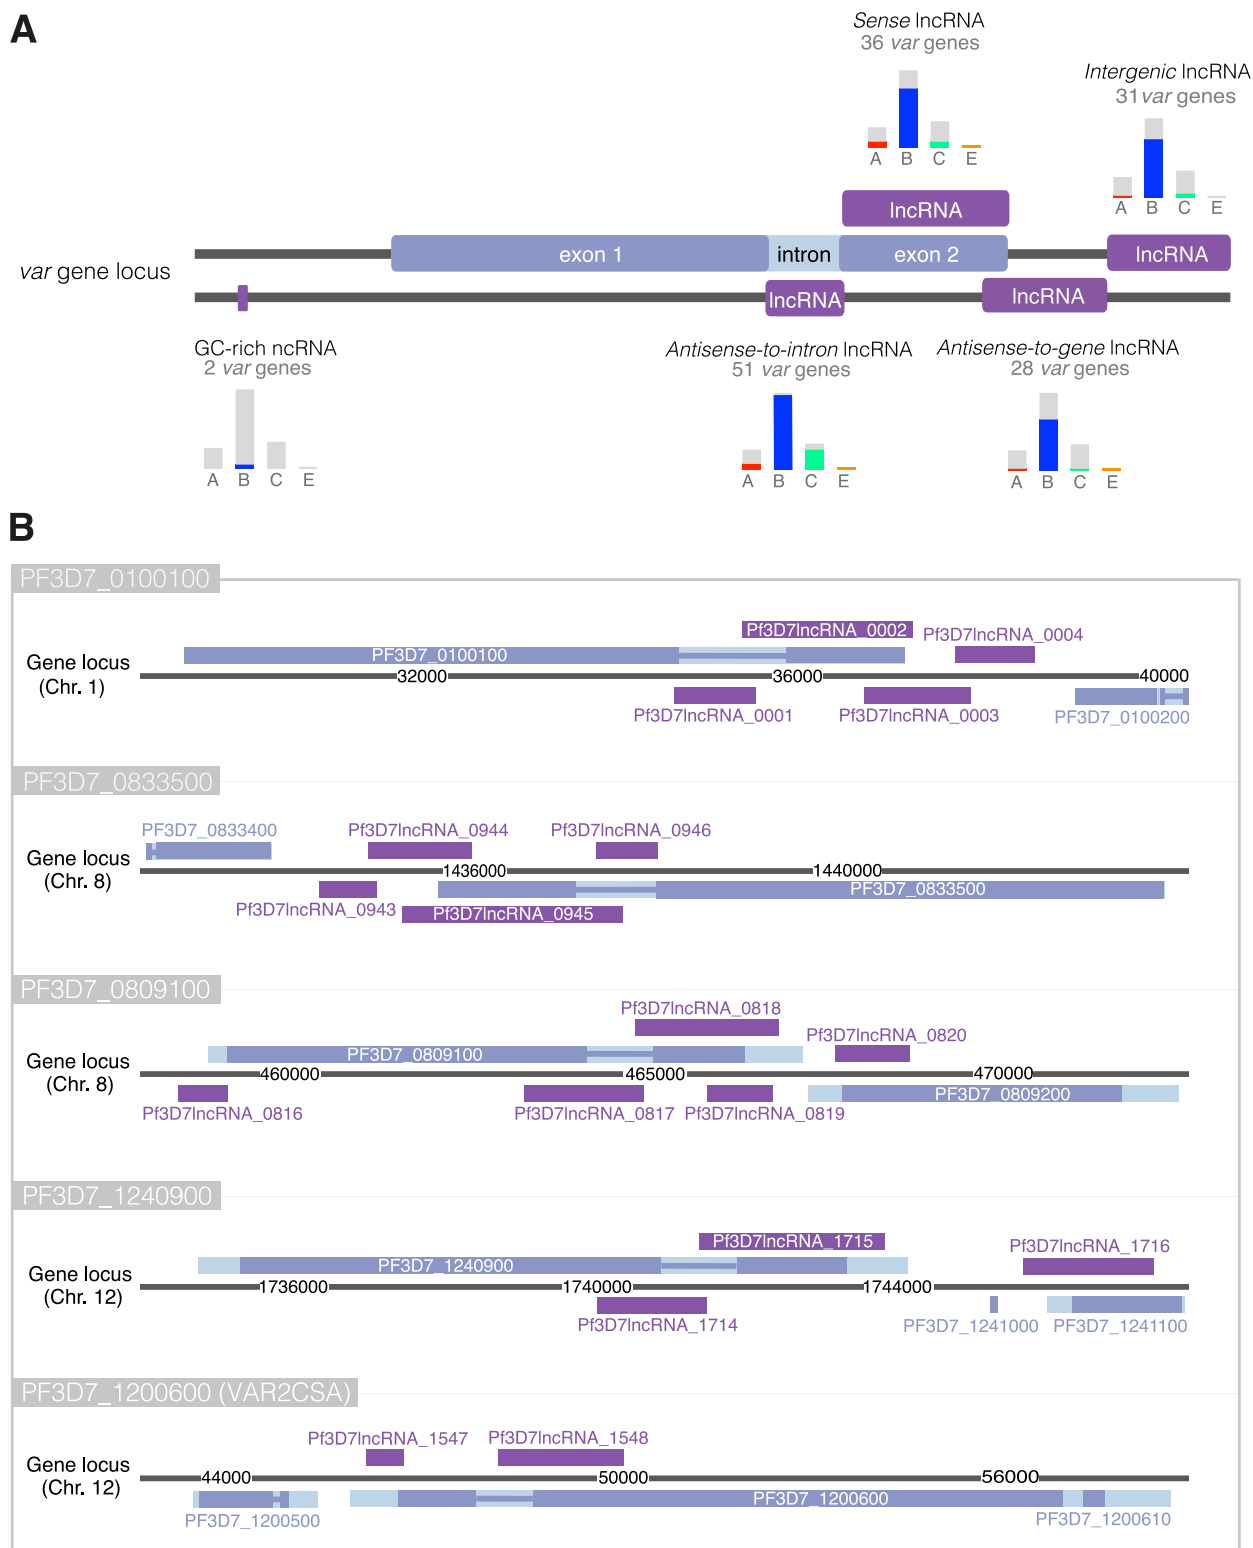 A
Sense lncRNA
36 var genes
A B C E
Intergenic lncRNA
31 var genes
A B C E
lncRNA
var gene locus
exon 1
intron
exon 2
lncRNA
lncRNA
lncRNA
GC-rich ncRNA
2 var genes
A B C E
Antisense-to-intron lncRNA
51 var genes
A B C E
Antisense-to-gene lncRNA
28 var genes
A B C E
B
PF3D7_0100100
Gene locus
(Chr. 1)
Pf3D7lncRNA_0002
Pf3D7lncRNA_0004
PF3D7_0100100
32000
36000
40000
Pf3D7lncRNA_0001
Pf3D7lncRNA_0003
PF3D7_0100200
PF3D7_0833500
Gene locus
(Chr. 8)
PF3D7_0833400
Pf3D7lncRNA_0944
Pf3D7lncRNA_0946
1436000
1440000
PF3D7_0833500
Pf3D7lncRNA_0943
Pf3D7lncRNA_0945
PF3D7_0809100
Gene locus
(Chr. 8)
Pf3D7lncRNA_0818
Pf3D7lncRNA_0820
PF3D7_0809100
460000
465000
470000
PF3D7_0809200
Pf3D7lncRNA_0816
Pf3D7lncRNA_0817
Pf3D7lncRNA_0819
PF3D7_1240900
Gene locus
(Chr. 12)
Pf3D7lncRNA_1715
Pf3D7lncRNA_1716
PF3D7_1240900
1736000
1740000
1744000
Pf3D7lncRNA_1714
PF3D7_1241000
PF3D7_1241100
PF3D7_1200600 (VAR2CSA)
Gene locus
(Chr. 12)
Pf3D7lncRNA_1547
Pf3D7lncRNA_1548
44000
50000
56000
PF3D7_1200600
PF3D7_1200500
PF3D7_1200610